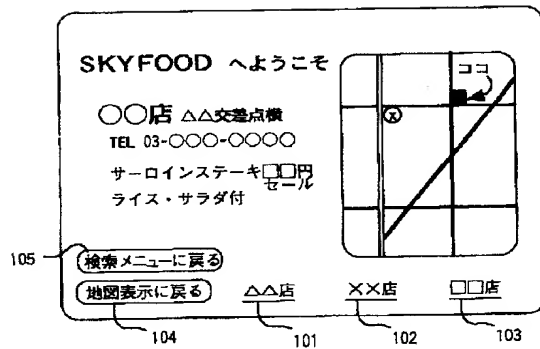 SKYFOOD へようこそ
○○店 △△交差点横
TEL 03-○○○-○○○○
サーロインステーキ□□円
セール
ライス・サラダ付
ココ
X
105
検索メニューに戻る
地図表示に戻る
△△店
××店
□□店
104
101
102
103